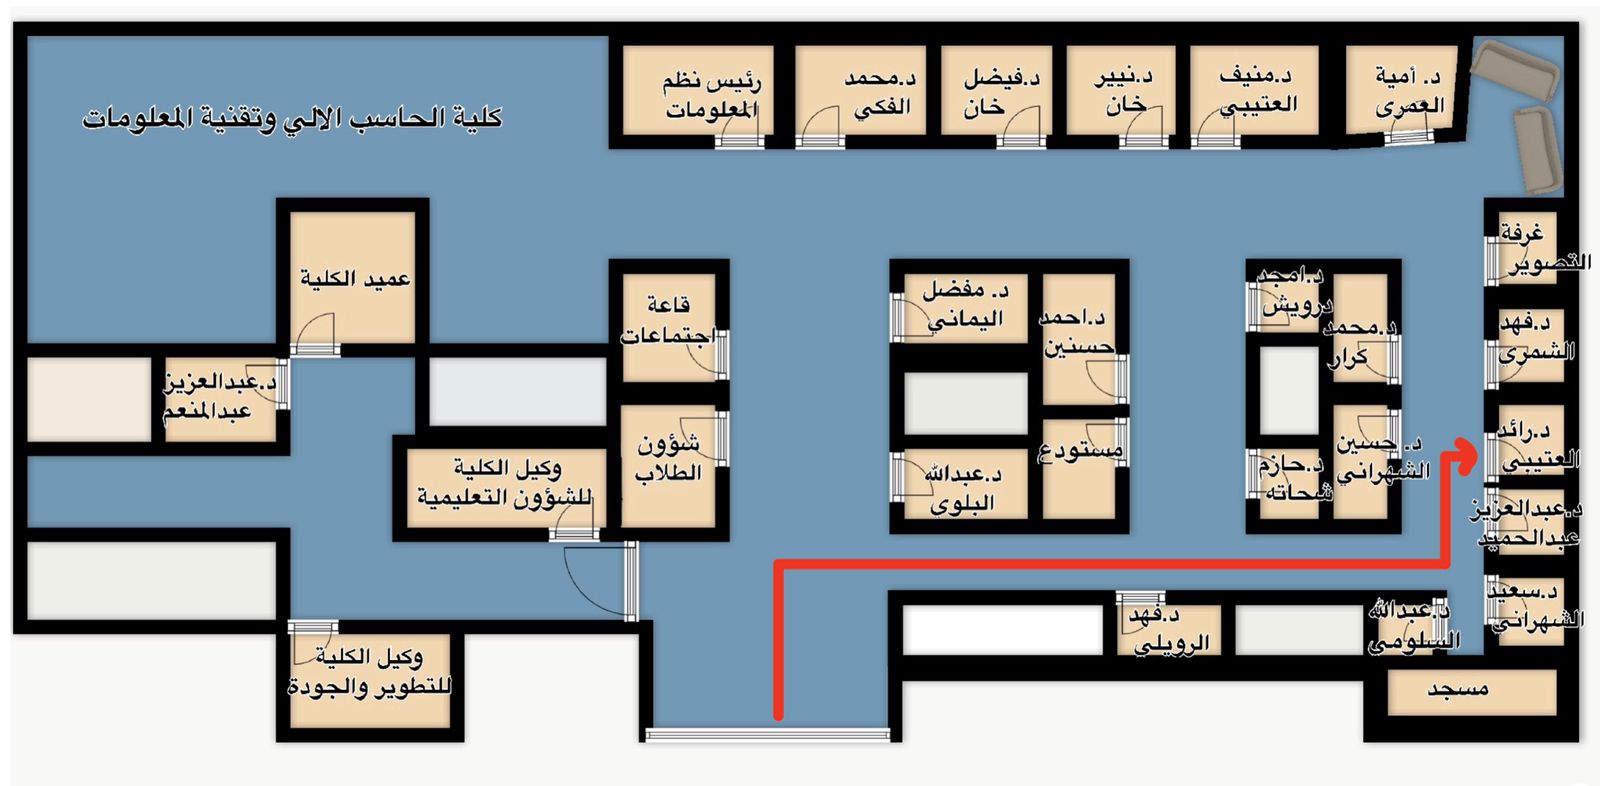 كلية الحاسب الالي وتقنية المعلومات
د. أمية
العمرى
د.منيف
العتيبي
د.نيير
خان
د.فيضل
خان
د.محمد
الفكي
رئيس نظم
المعلومات
غرفة
التصوير
د.فهد
الشمري
د.رائد
العتيبي
د.عبدالعزيز
عبدالحميد
د.سعيد
الشهراني
مسجد
د.امجد
درويش
د.محمد
كرار
د. حسين
الشهراني
د.حازم
شحاته
د.عبدالله
السلومي
د.فهد
الرويلي
د. مفضل
اليماني
د.احمد
حسنين
مستودع
د.عبدالله
البلوي
قاعة
اجتماعات
شؤون
الطلاب
عميد الكلية
د.عبدالعزيز
عبدالمنعم
وكيل الكلية
للشؤون التعليمية
وكيل الكلية
للتطوير والجودة